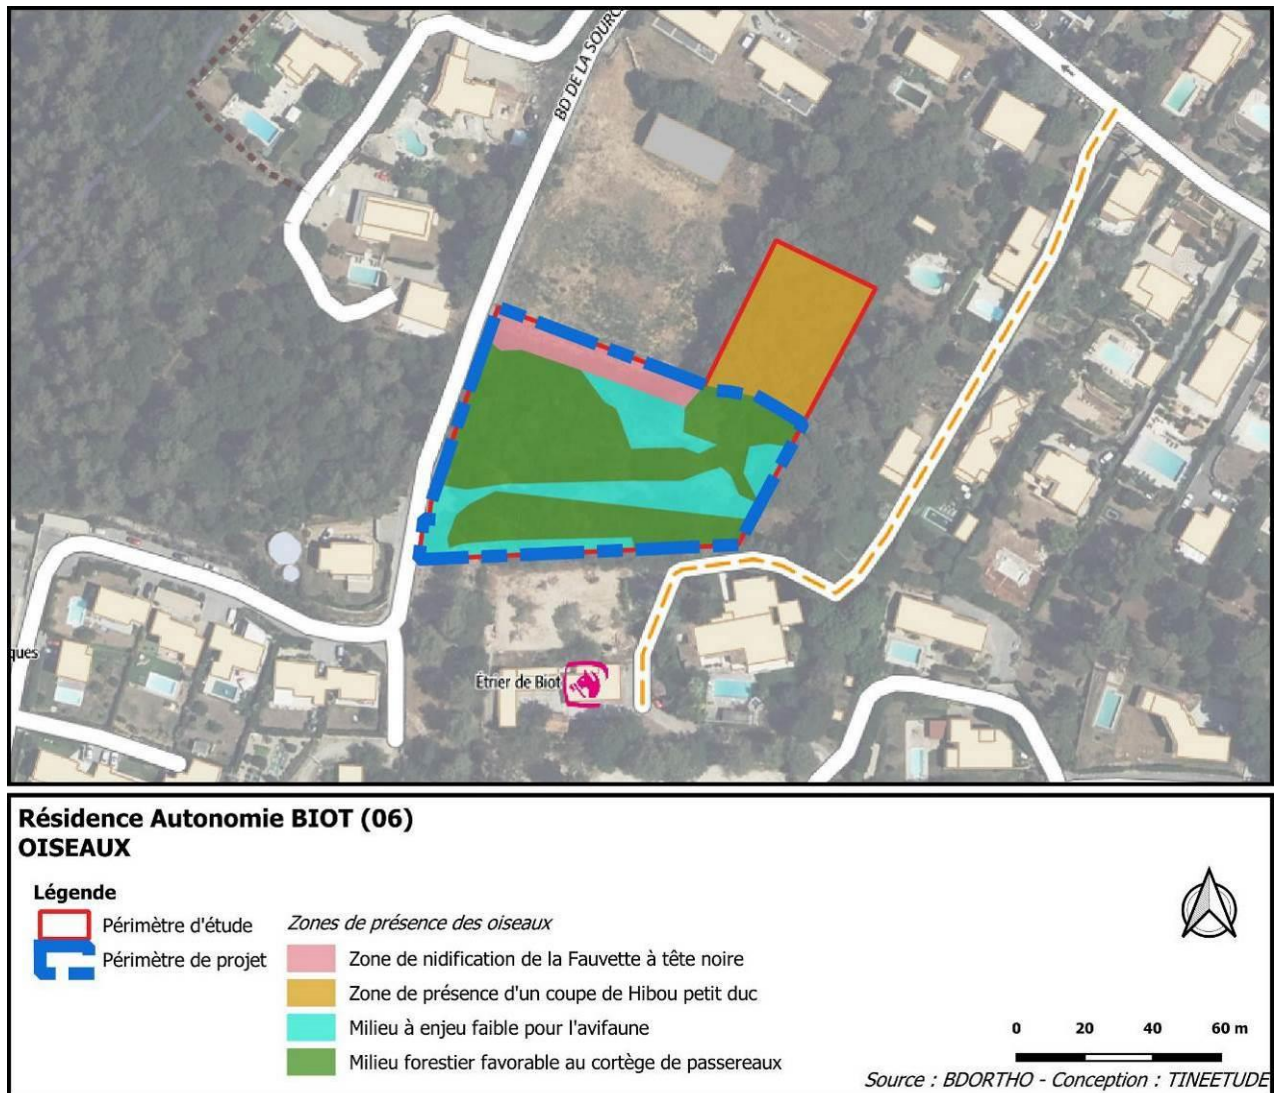 BD DE LA SOURC
ques
Étrier de Biot
Résidence Autonomie BIOT (06)
OISEAUX
Légende
Périmètre d'étude
Périmètre de projet
Zones de présence des oiseaux
Zone de nidification de la Fauvette à tête noire
Zone de présence d'un coupe de Hibou petit duc
Milieu à enjeu faible pour l'avifaune
Milieu forestier favorable au cortège de passereaux
0 20 40 60 m
Source : BDORTHO - Conception : TINEETUDE